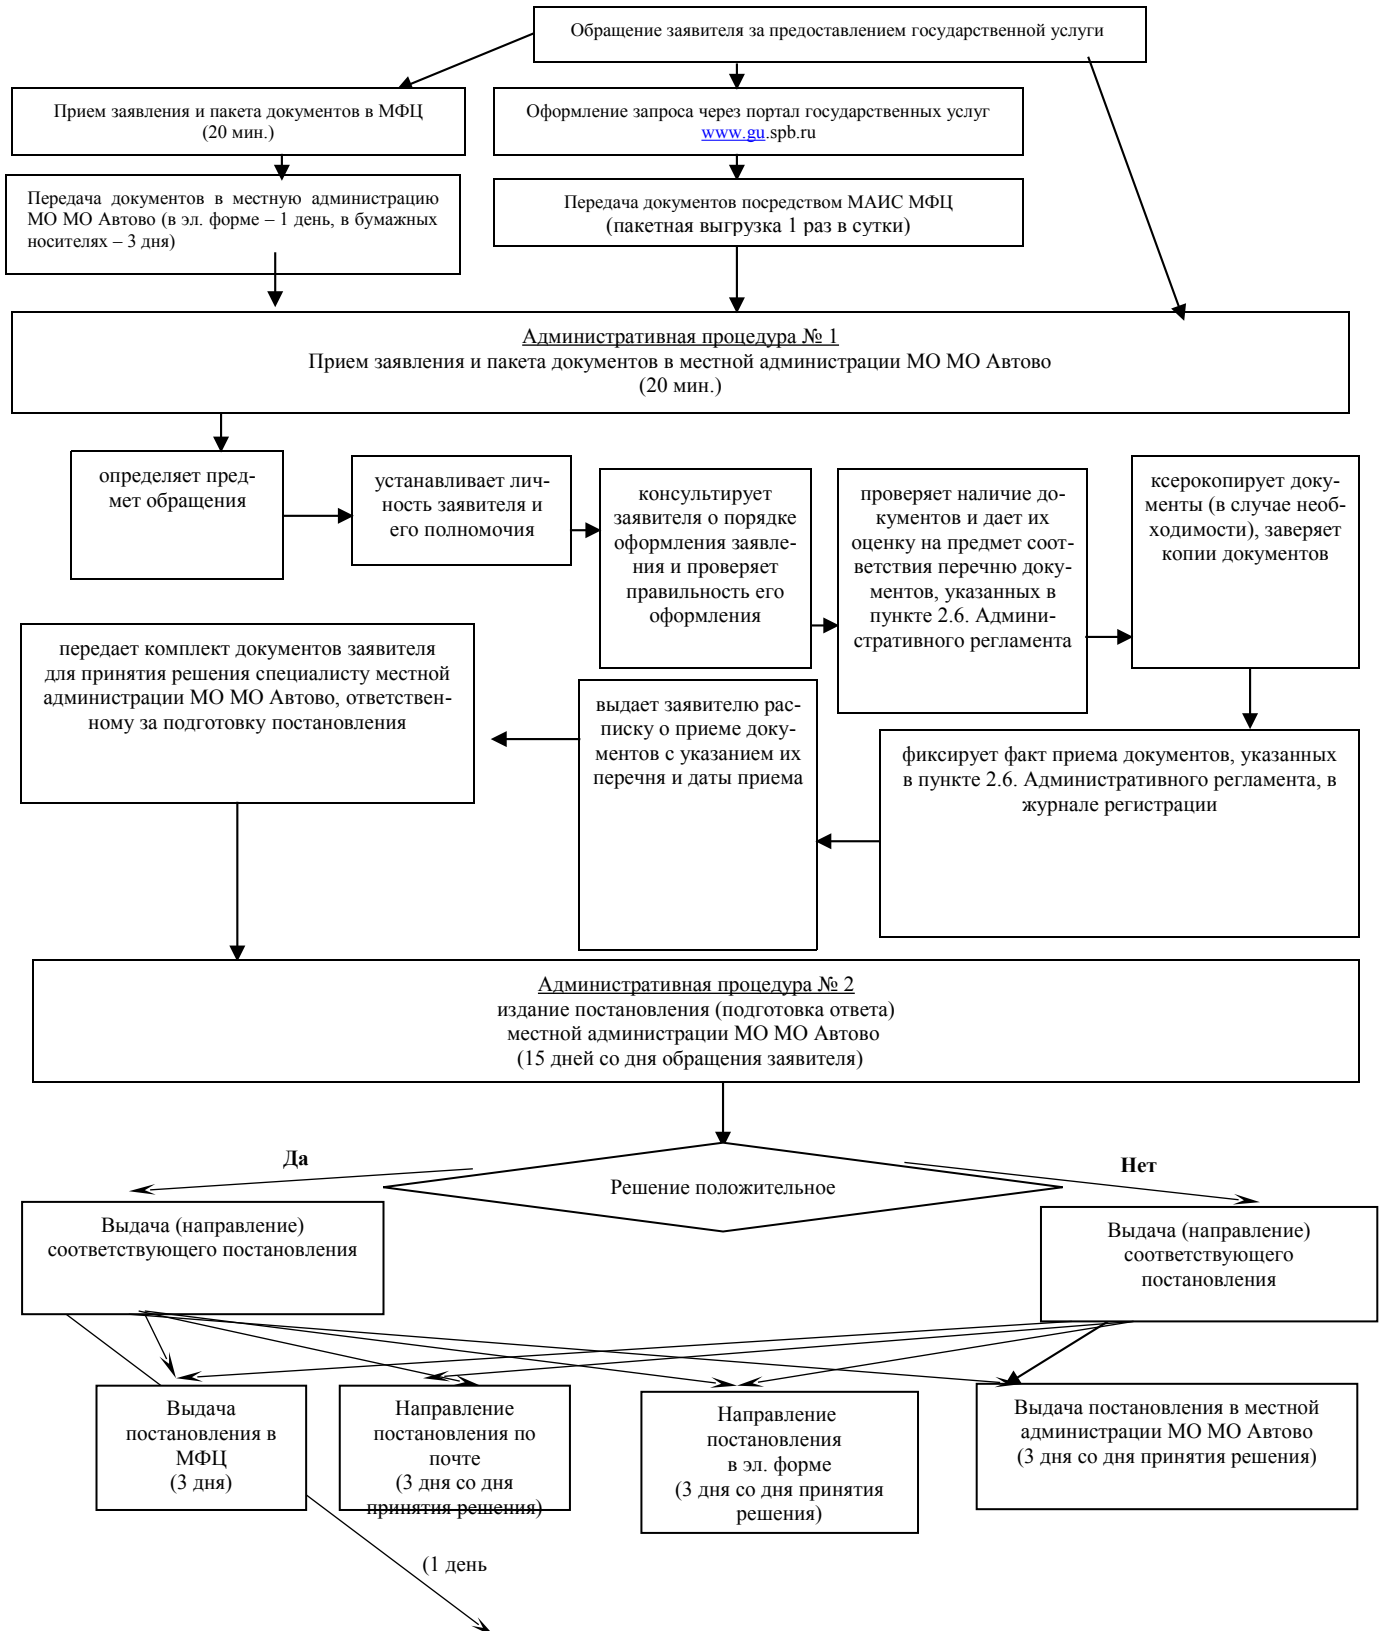 Обращение заявителя за предоставлением государственной услуги
Прием заявления и пакета документов в МФЦ
(20 мин.)
Оформление запроса через портал государственных услуг
www.gu.spb.ru
Передача документов в местную администрацию
МО МО Автово (в эл. форме – 1 день, в бумажных
носителях – 3 дня)
Передача документов посредством МАИС МФЦ
(пакетная выгрузка 1 раз в сутки)
Административная процедура № 1
Прием заявления и пакета документов в местной администрации МО МО Автово
(20 мин.)
определяет пред-
мет обращения
устанавливает лич-
ность заявителя и
его полномочия
консультирует
заявителя о порядке
оформления заявле-
ния и проверяет
правильность его
оформления
проверяет наличие до-
кументов и дает их
оценку на предмет соот-
ветствия перечню доку-
ментов, указанных в
пункте 2.6. Админи-
стративного регламента
ксерокопирует доку-
менты (в случае необ-
ходимости), заверяет
копии документов
передает комплект документов заявителя
для принятия решения специалисту местной
администрации МО МО Автово, ответствен-
ному за подготовку постановления
выдает заявителю рас-
писку о приеме доку-
ментов с указанием их
перечня и даты приема
фиксирует факт приема документов, указанных
в пункте 2.6. Административного регламента, в
журнале регистрации
Административная процедура № 2
издание постановления (подготовка ответа)
местной администрации МО МО Автово
(15 дней со дня обращения заявителя)
Да
Нет
Решение положительное
Выдача (направление)
соответствующего постановления
Выдача (направление)
соответствующего
постановления
Выдача
постановления в
МФЦ
(3 дня)
Направление
постановления по
почте
(3 дня со дня
принятия решения)
Направление
постановления
в эл. форме
(3 дня со дня принятия
решения)
Выдача постановления в местной
администрации МО МО Автово
(3 дня со дня принятия решения)
(1 день